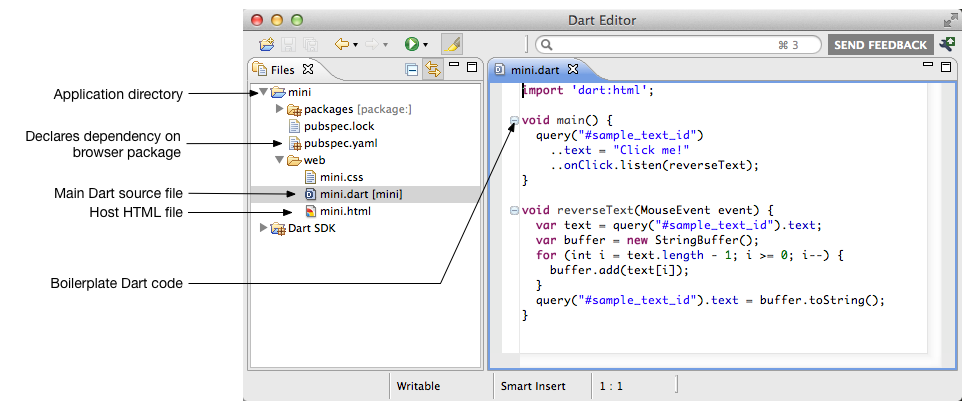 Dart Editor
⌘ 3
SEND FEEDBACK
Files
mini.dart
Application directory
Declares dependency on
browser package
Main Dart source file
Host HTML file
Boilerplate Dart code
mini
packages [package:]
pubspec.lock
pubspec.yaml
web
mini.css
mini.dart [mini]
mini.html
Dart SDK
import 'dart:html';
void main() {
query("#sample_text_id")
..text = "Click me!"
..onClick.listen(reverseText);
}
void reverseText(MouseEvent event) {
var text = query("#sample_text_id").text;
var buffer = new StringBuffer();
for (int i = text.length - 1; i >= 0; i--) {
buffer.add(text[i]);
}
query("#sample_text_id").text = buffer.toString();
}
Writable
Smart Insert
1 : 1